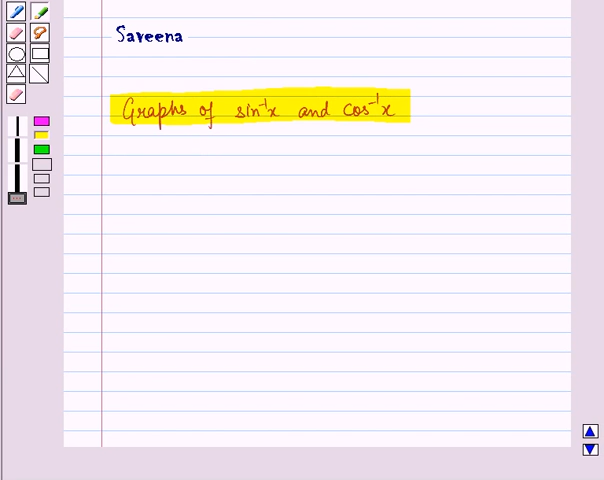 Saveena
Graphs of sin⁻¹x and cos⁻¹x